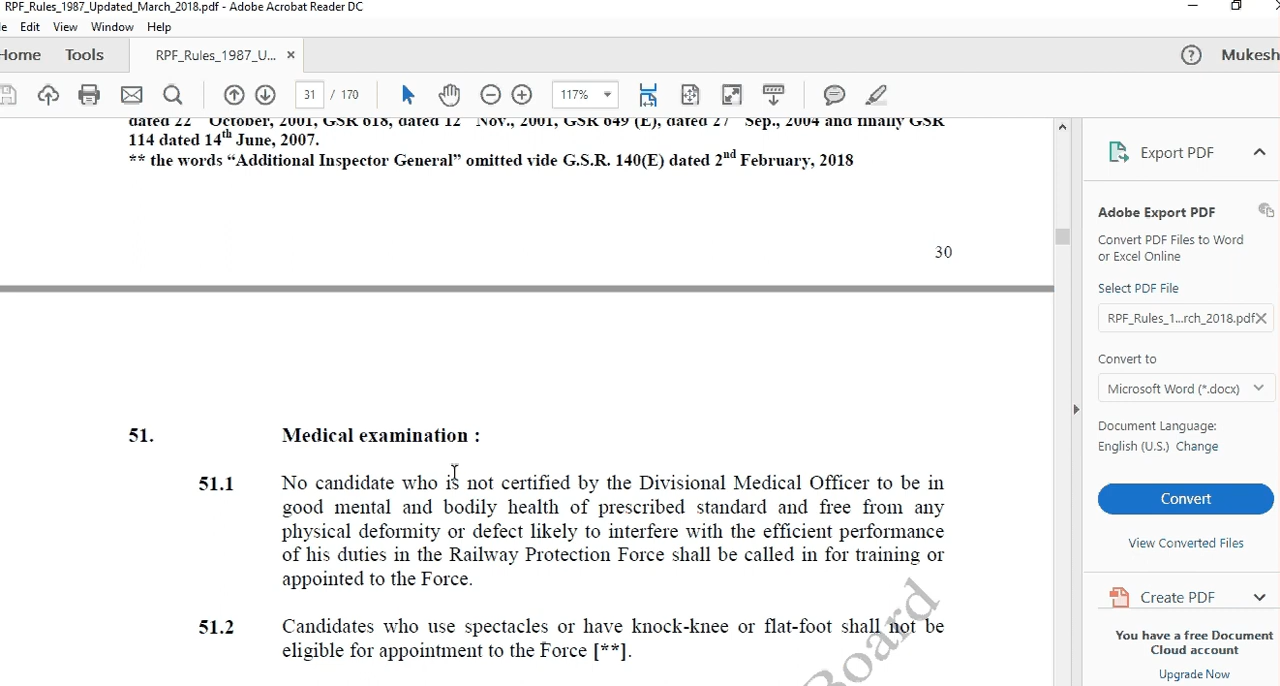 RPF_Rules_1987_Updated_March_2018.pdf - Adobe Acrobat Reader DC
Edit View Window Help
Home Tools RPF_Rules_1987_U... × ? Mukesh
31 / 170 117%
dated 22 October, 2001, GSR 618, dated 12 Nov., 2001, GSR 649 (E), dated 27 Sep., 2004 and finally GSR
114 dated 14th June, 2007.
** the words “Additional Inspector General” omitted vide G.S.R. 140(E) dated 2nd February, 2018
30
51. Medical examination :
51.1 No candidate who is not certified by the Divisional Medical Officer to be in
good mental and bodily health of prescribed standard and free from any
physical deformity or defect likely to interfere with the efficient performance
of his duties in the Railway Protection Force shall be called in for training or
appointed to the Force.
51.2 Candidates who use spectacles or have knock-knee or flat-foot shall not be
eligible for appointment to the Force [**].
Board
Export PDF
Adobe Export PDF
Convert PDF Files to Word
or Excel Online
Select PDF File
RPF_Rules_1...rch_2018.pdf ×
Convert to
Microsoft Word (*.docx)
Document Language:
English (U.S.) Change
Convert
View Converted Files
Create PDF
You have a free Document
Cloud account
Upgrade Now